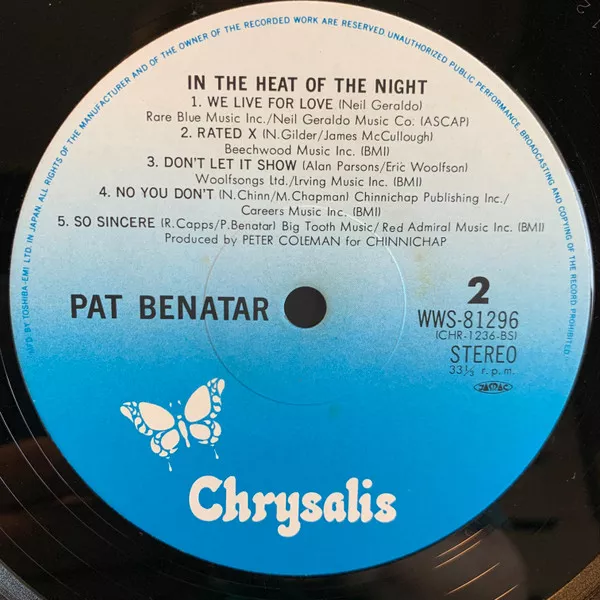 ALL RIGHTS OF THE MANUFACTURER AND OF THE OWNER OF THE RECORDED WORK ARE RESERVED. UNAUTHORIZED PUBLIC PERFORMANCE, BROADCASTING AND COPYING OF THE RECORD PROHIBITED.
IN THE HEAT OF THE NIGHT
1. WE LIVE FOR LOVE (Neil Geraldo)
Rare Blue Music Inc./Neil Geraldo Music Co. (ASCAP)
2. RATED X (N.Gilder/James McCullough)
Beechwood Music Inc. (BMI)
3. DON'T LET IT SHOW (Alan Parsons/Eric Woolfson)
Woolfsongs Ltd./Lrving Music Inc. (BMI)
4. NO YOU DON'T (N.Chinn/M.Chapman) Chinnichap Publishing Inc./
Careers Music Inc. (BMI)
5. SO SINCERE (R.Capps/P.Benatar) Big Tooth Music/Red Admiral Music Inc. (BMI)
Produced by PETER COLEMAN for CHINNICHAP
PAT BENATAR
2
WWS-81296
(CHR-1236-BS)
STEREO
33⅓ r.p.m.
JASRAC
Chrysalis
MF'D BY TOSHIBA-EMI LTD. IN JAPAN.